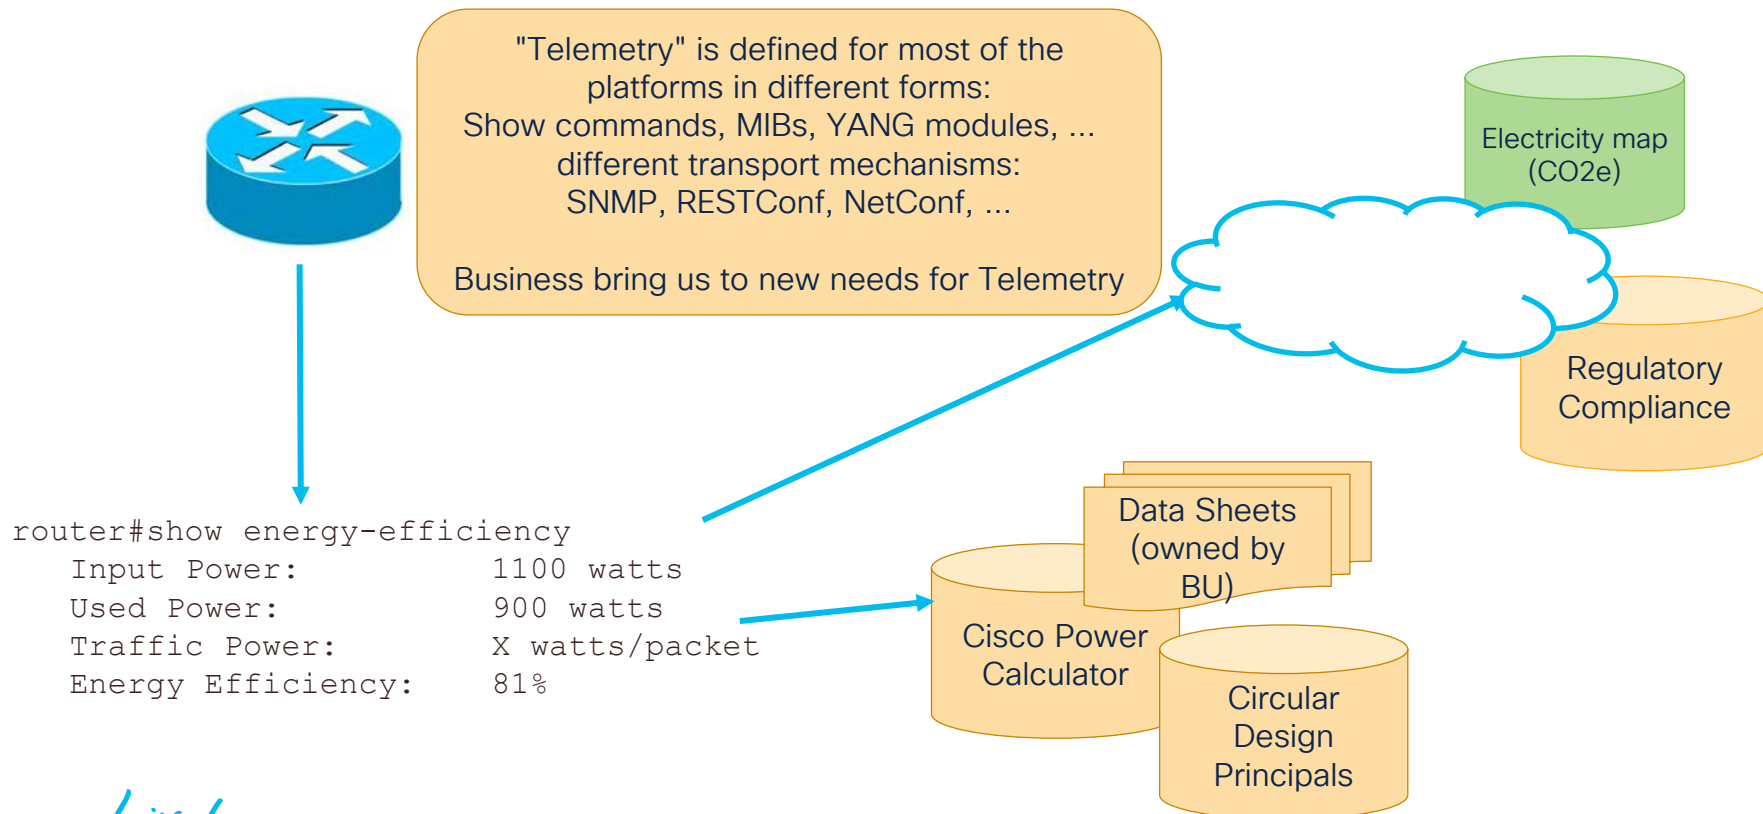 "Telemetry" is defined for most of the
platforms in different forms:
Show commands, MIBs, YANG modules, ...
different transport mechanisms:
SNMP, RESTConf, NetConf, ...
Business bring us to new needs for Telemetry
Electricity map
(CO2e)
Regulatory
Compliance
router#show energy-efficiency
Input Power: 1100 watts
Used Power: 900 watts
Traffic Power: X watts/packet
Energy Efficiency: 81%
Data Sheets
(owned by
BU)
Cisco Power
Calculator
Circular
Design
Principals